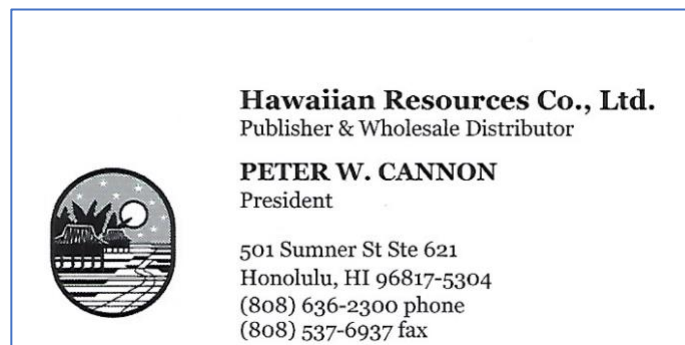 Hawaiian Resources Co., Ltd.
Publisher & Wholesale Distributor
PETER W. CANNON
President
501 Sumner St Ste 621
Honolulu, HI 96817-5304
(808) 636-2300 phone
(808) 537-6937 fax